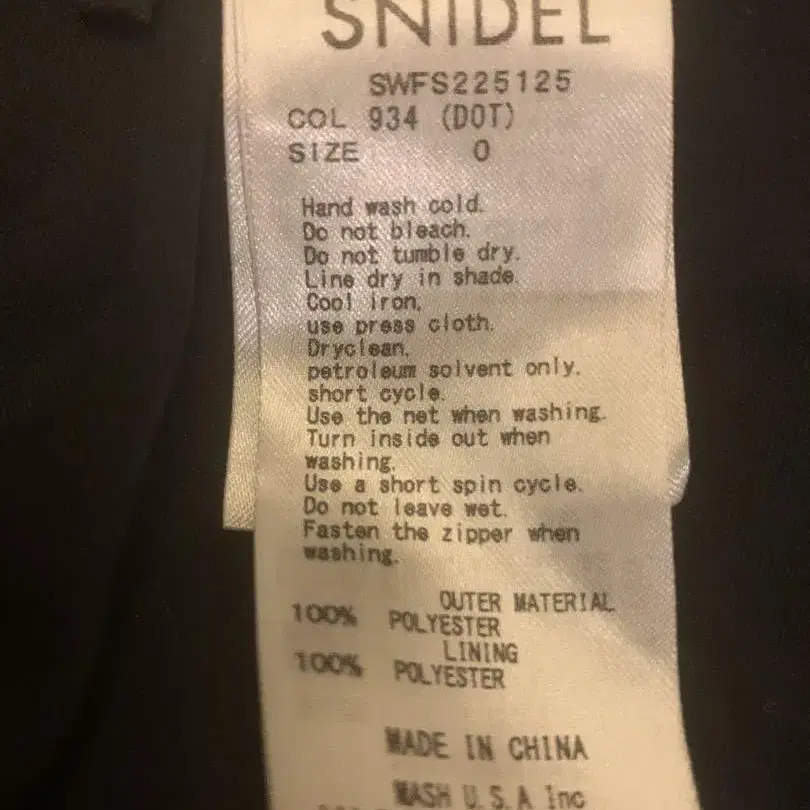 SNIDEL
SWFS225125
COL 934 (DOT)
SIZE 0
Hand wash cold.
Do not bleach.
Do not tumble dry.
Line dry in shade.
Cool iron,
use press cloth.
Dryclean,
petroleum solvent only.
short cycle.
Use the net when washing.
Turn inside out when
washing.
Use a short spin cycle.
Do not leave wet.
Fasten the zipper when
washing.
OUTER MATERIAL
100% POLYESTER
LINING
100% POLYESTER
MADE IN CHINA
MASH U.S.A Inc